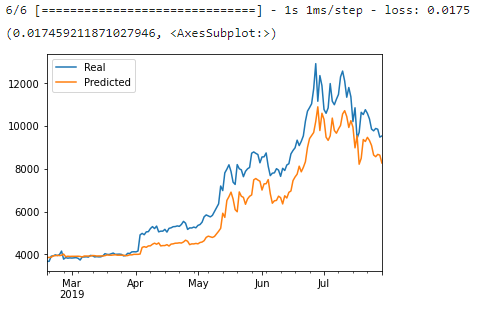 6/6 [==============================] - 1s 1ms/step - loss: 0.0175
(0.017459211871027946, <AxesSubplot:>)
Real
Predicted
12000
10000
8000
6000
4000
Mar
2019
Apr
May
Jun
Jul